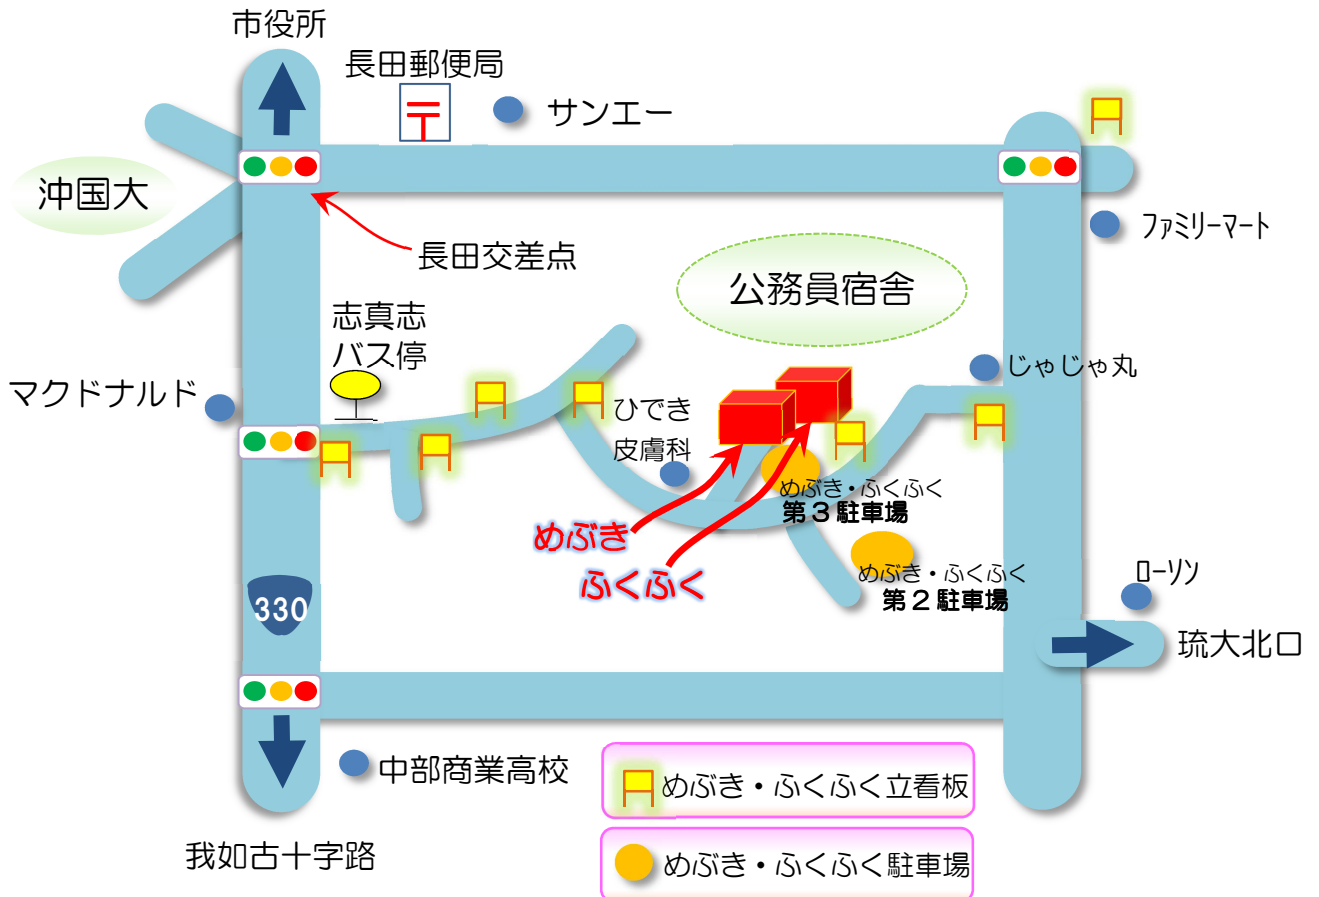 市役所
長田郵便局
サンエー
沖国大
長田交差点
ファミリーマート
公務員宿舎
志真志
バス停
じゃじゃ丸
マクドナルド
ひでき
皮膚科
めぶき・ふくふく
第3駐車場
めぶき
ふくふく
めぶき・ふくふく
第2駐車場
ローソン
330
琉大北口
中部商業高校
めぶき・ふくふく立看板
我如古十字路
めぶき・ふくふく駐車場